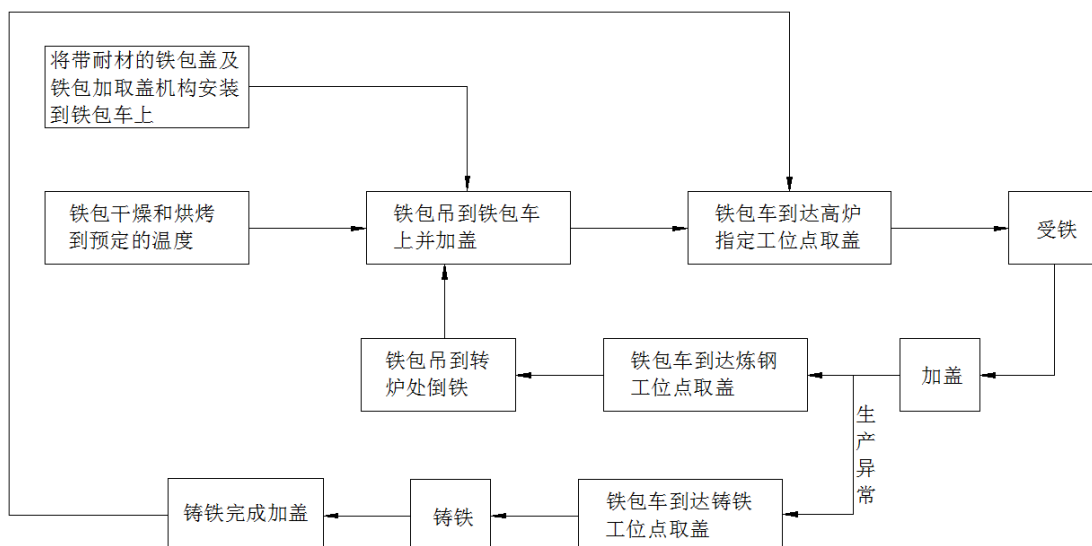 将带耐材的铁包盖及
铁包加取盖机构安装
到铁包车上
铁包干燥和烘烤
到预定的温度
铁包吊到铁包车
上并加盖
铁包车到达高炉
指定工位点取盖
受铁
铁包吊到转
炉处倒铁
铁包车到达炼钢
工位点取盖
加盖
生
产
异
常
铸铁完成加盖
铸铁
铁包车到达铸铁
工位点取盖